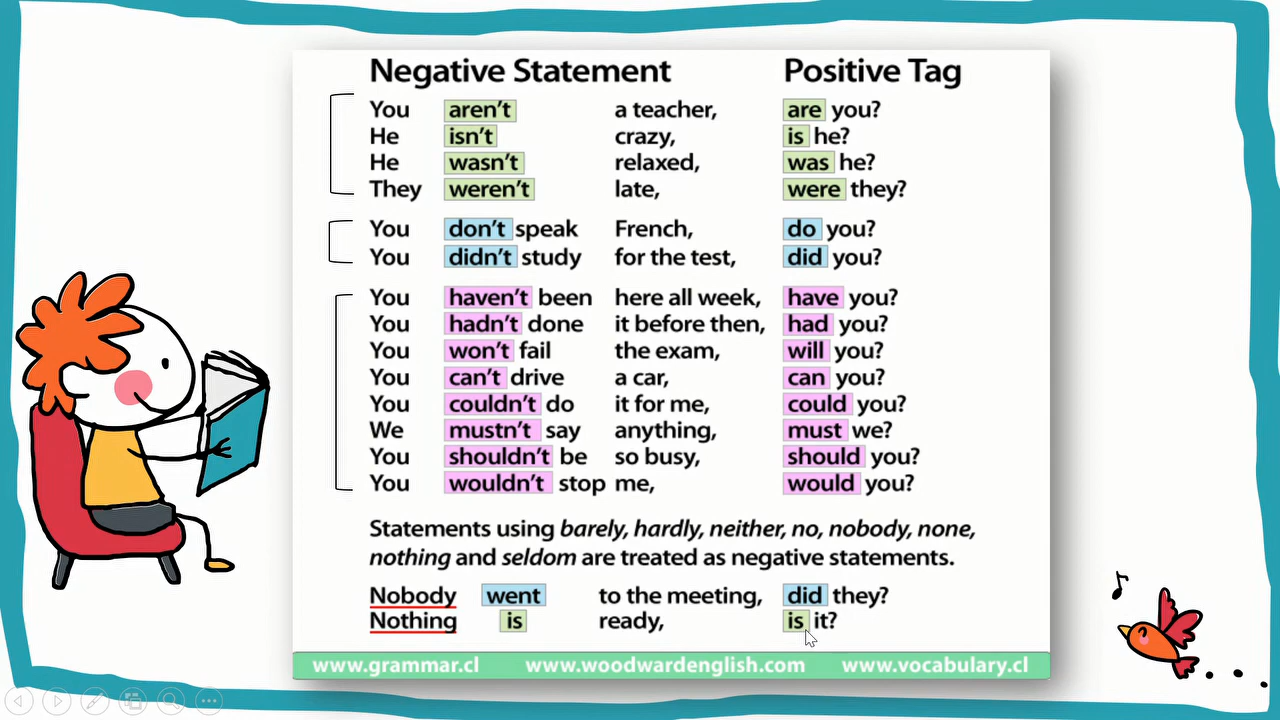 Negative Statement Positive Tag
You aren't a teacher, are you?
He isn't crazy, is he?
He wasn't relaxed, was he?
They weren't late, were they?
You don't speak French, do you?
You didn't study for the test, did you?
You haven't been here all week, have you?
You hadn't done it before then, had you?
You won't fail the exam, will you?
You can't drive a car, can you?
You couldn't do it for me, could you?
We mustn't say anything, must we?
You shouldn't be so busy, should you?
You wouldn't stop me, would you?
Statements using barely, hardly, neither, no, nobody, none,
nothing and seldom are treated as negative statements.
Nobody went to the meeting, did they?
Nothing is ready, is it?
www.grammar.cl www.woodwardenglish.com www.vocabulary.cl